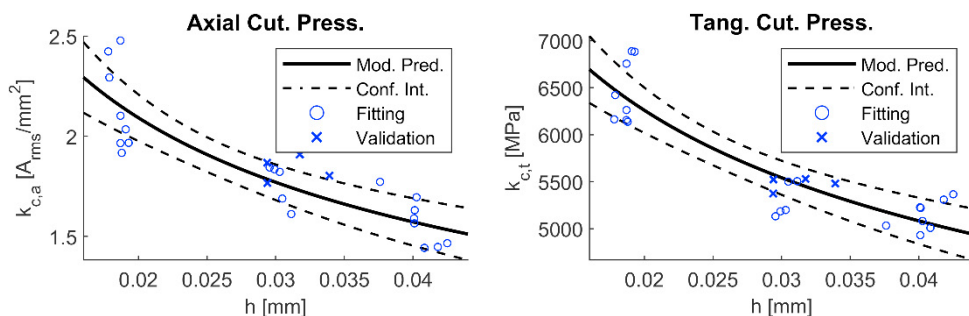 Axial Cut. Press.
k_c,a [A_rms/mm²]
2.5
2
1.5
Mod. Pred.
Conf. Int.
Fitting
Validation
0.02 0.025 0.03 0.035 0.04
h [mm]
Tang. Cut. Press.
k_c,t [MPa]
7000
6500
6000
5500
5000
Mod. Pred.
Conf. Int.
Fitting
Validation
0.02 0.025 0.03 0.035 0.04
h [mm]